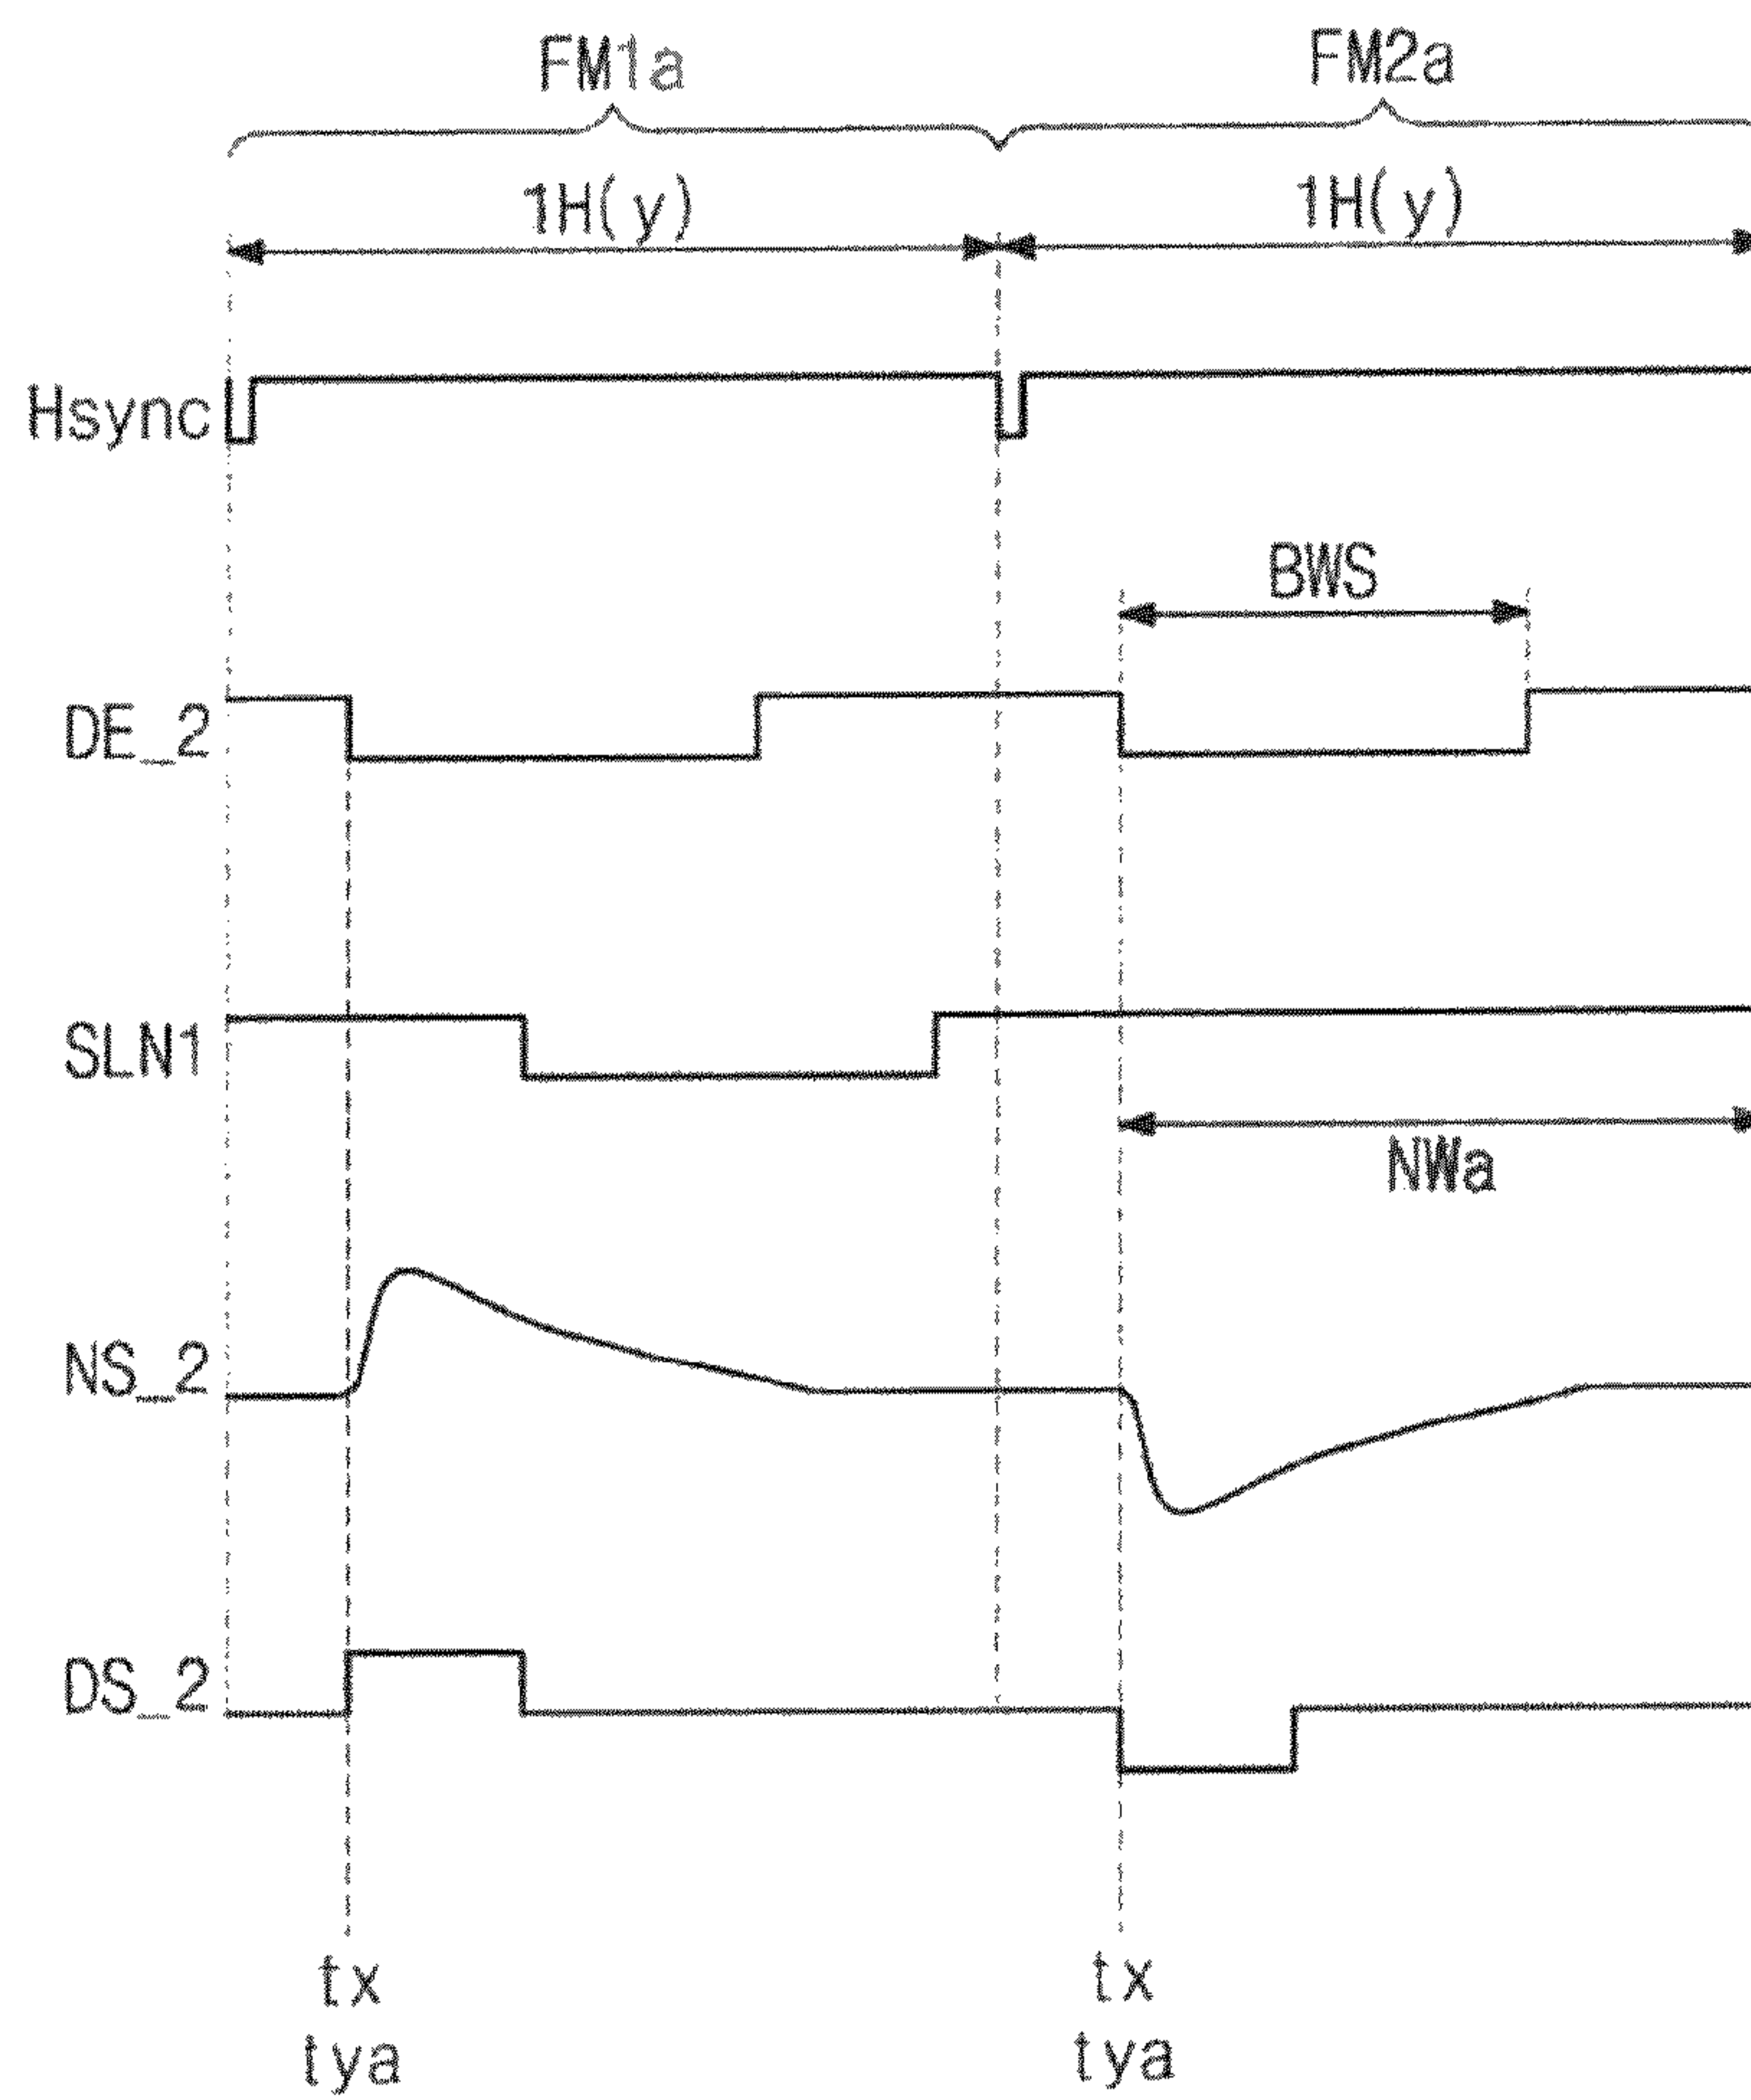 FM1a FM2a
1H(y) 1H(y)
Hsync
BWS
DE_2
SLN1
NWa
NS_2
DS_2
tx tx
tya tya